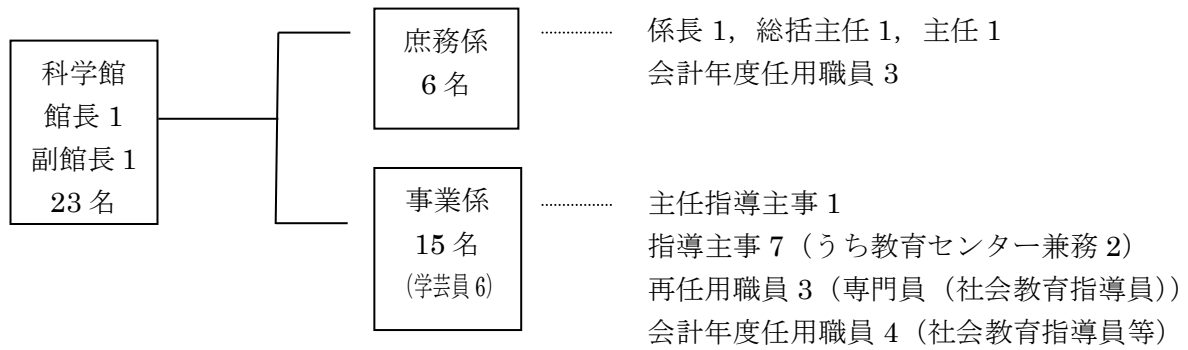 科学館
館長 1
副館長 1
23 名
庶務係
6 名
係長 1，総括主任 1，主任 1
会計年度任用職員 3
事業係
15 名
(学芸員 6)
主任指導主事 1
指導主事 7（うち教育センター兼務 2）
再任用職員 3（専門員（社会教育指導員））
会計年度任用職員 4（社会教育指導員等）